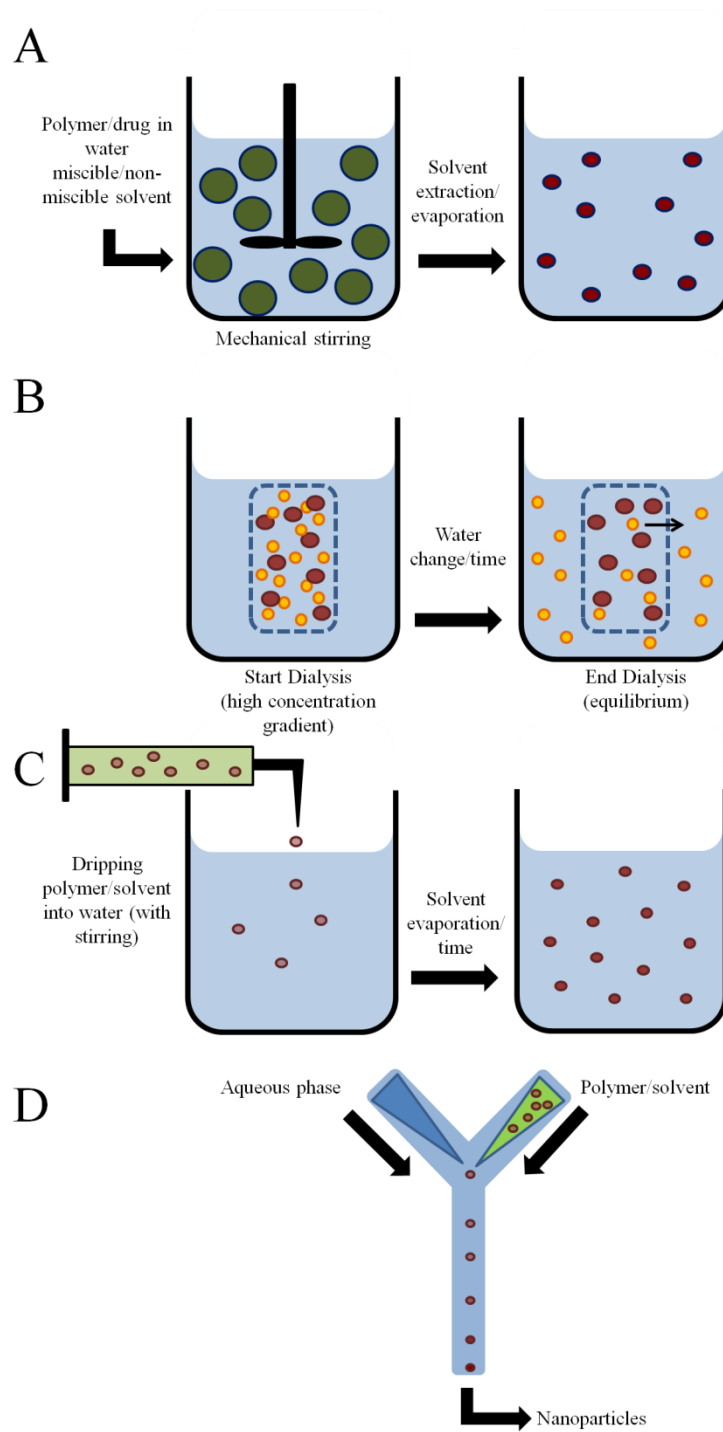 A
Polymer/drug in
water
miscible/non-
miscible solvent
Solvent
extraction/
evaporation
Mechanical stirring
B
Water
change/time
Start Dialysis
(high concentration
gradient)
End Dialysis
(equilibrium)
C
Dripping
polymer/solvent
into water (with
stirring)
Solvent
evaporation/
time
D
Aqueous phase
Polymer/solvent
Nanoparticles